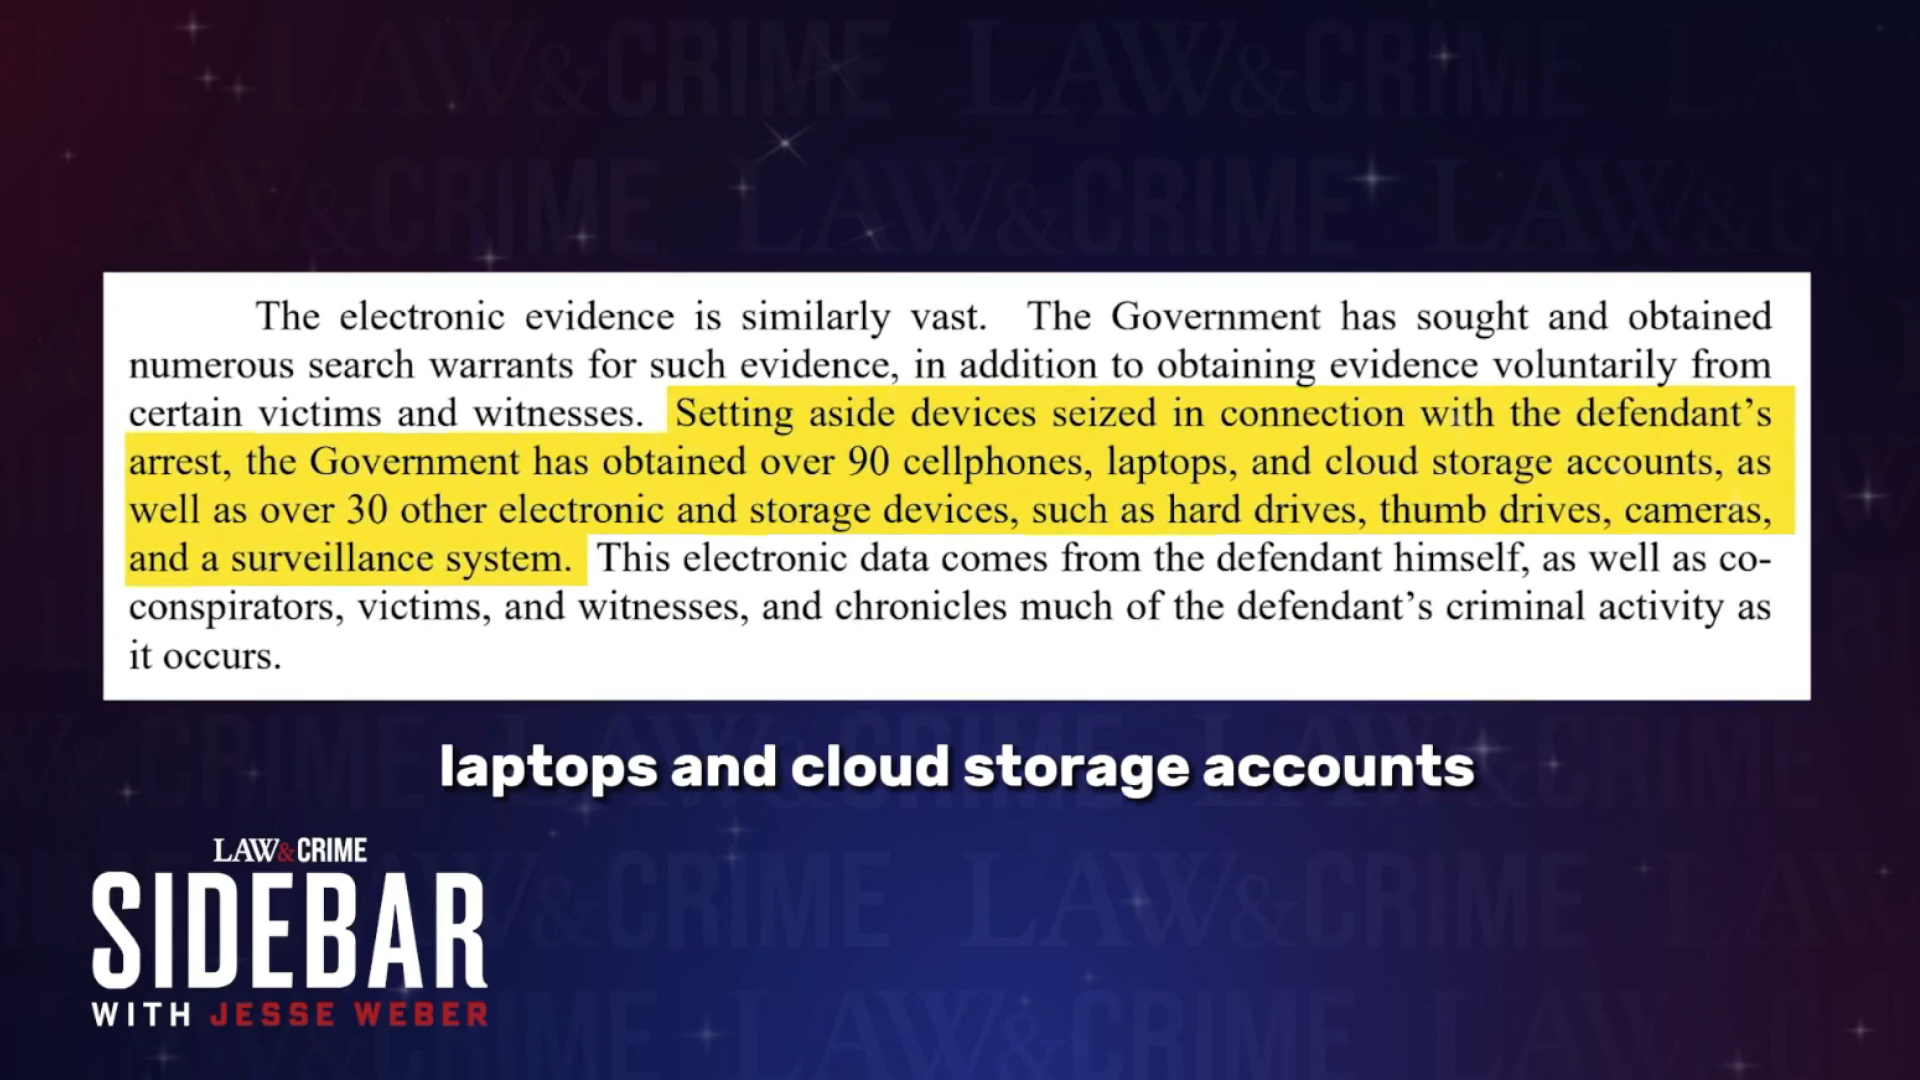 The electronic evidence is similarly vast. The Government has sought and obtained
numerous search warrants for such evidence, in addition to obtaining evidence voluntarily from
certain victims and witnesses. Setting aside devices seized in connection with the defendant’s
arrest, the Government has obtained over 90 cellphones, laptops, and cloud storage accounts, as
well as over 30 other electronic and storage devices, such as hard drives, thumb drives, cameras,
and a surveillance system. This electronic data comes from the defendant himself, as well as co-
conspirators, victims, and witnesses, and chronicles much of the defendant’s criminal activity as
it occurs.
laptops and cloud storage accounts
LAW&CRIME
SIDEBAR
WITH JESSE WEBER